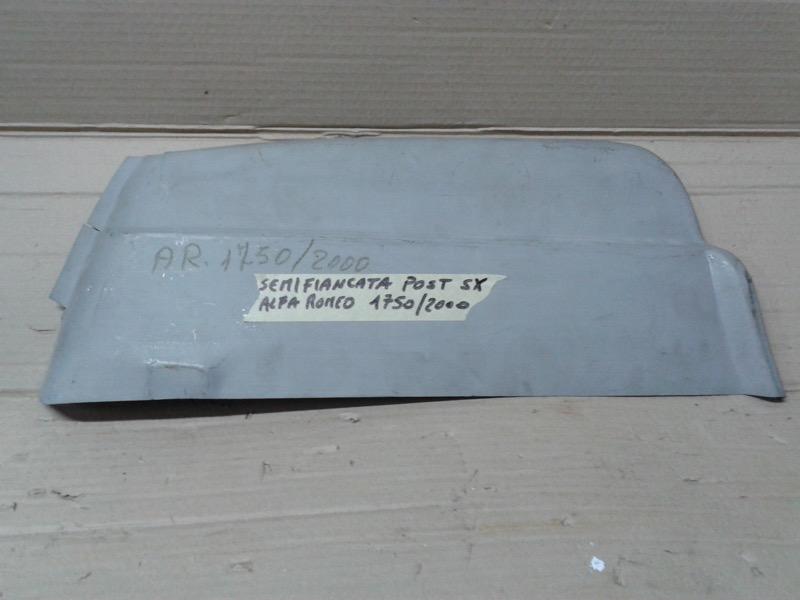 AR. 1750/2000
SEMIFIANCATA POST SX
ALFA ROMEO 1750/2000